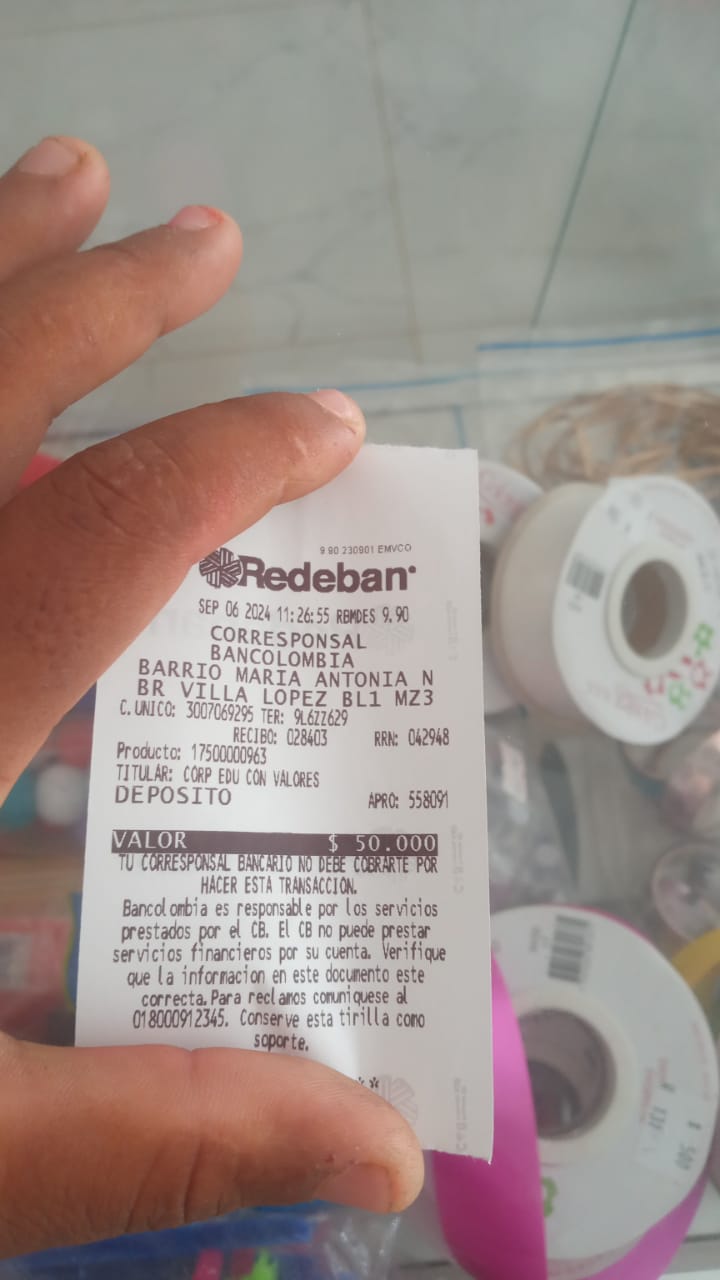 9 90 230901 EMVCO
Redeban
SEP 06 2024 11:26:55 RBMDES 9.90
CORRESPONSAL
BANCOLOMBIA
BARRIO MARIA ANTONIA N
BR VILLA LOPEZ BL1 MZ3
C.UNICO: 3007069295 TER: 9L6ZZ629
RECIBO: 028403 RRN: 042948
Producto: 17500000963
TITULAR: CORP EDU CON VALORES
DEPOSITO APRO: 558091
VALOR $ 50.000
TU CORRESPONSAL BANCARIO NO DEBE COBRARTE POR
HACER ESTA TRANSACCION.
Bancolombia es responsable por los servicios
prestados por el CB. El CB no puede prestar
servicios financieros por su cuenta. Verifique
que la informacion en este documento este
correcta. Para reclamos comuniquese al
018000912345. Conserve esta tirilla como
soporte.